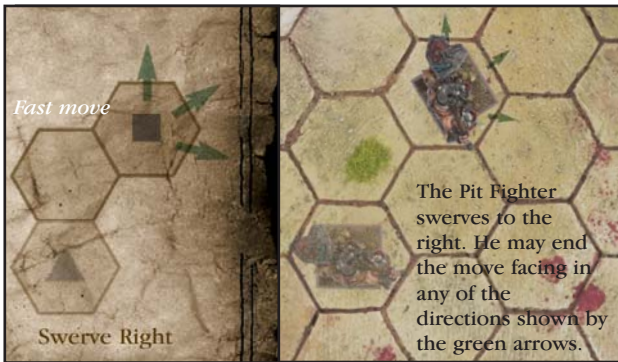 Fast move
Swerve Right
The Pit Fighter
swerves to the
right. He may end
the move facing in
any of the
directions shown by
the green arrows.